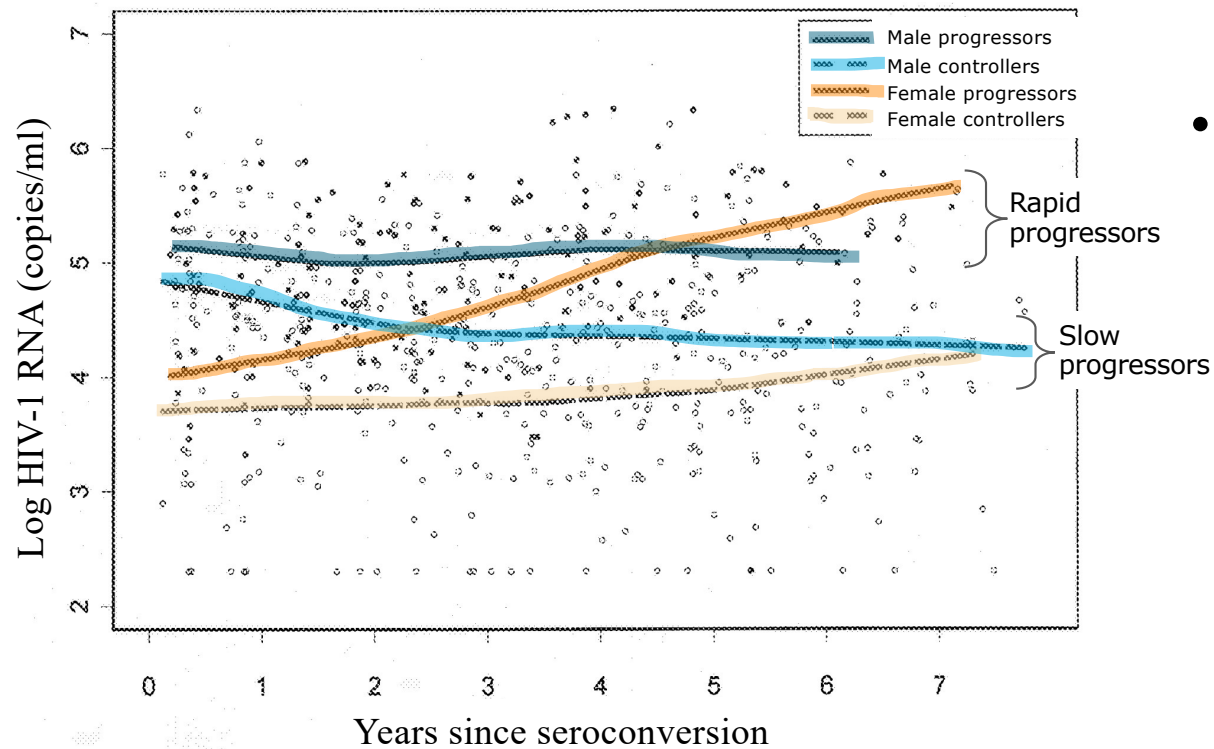 Male progressors
Male controllers
Female progressors
Female controllers
•
Rapid
progressors
Slow
progressors
Log HIV-1 RNA (copies/ml)
7
6
5
4
3
2
0 1 2 3 4 5 6 7
Years since seroconversion